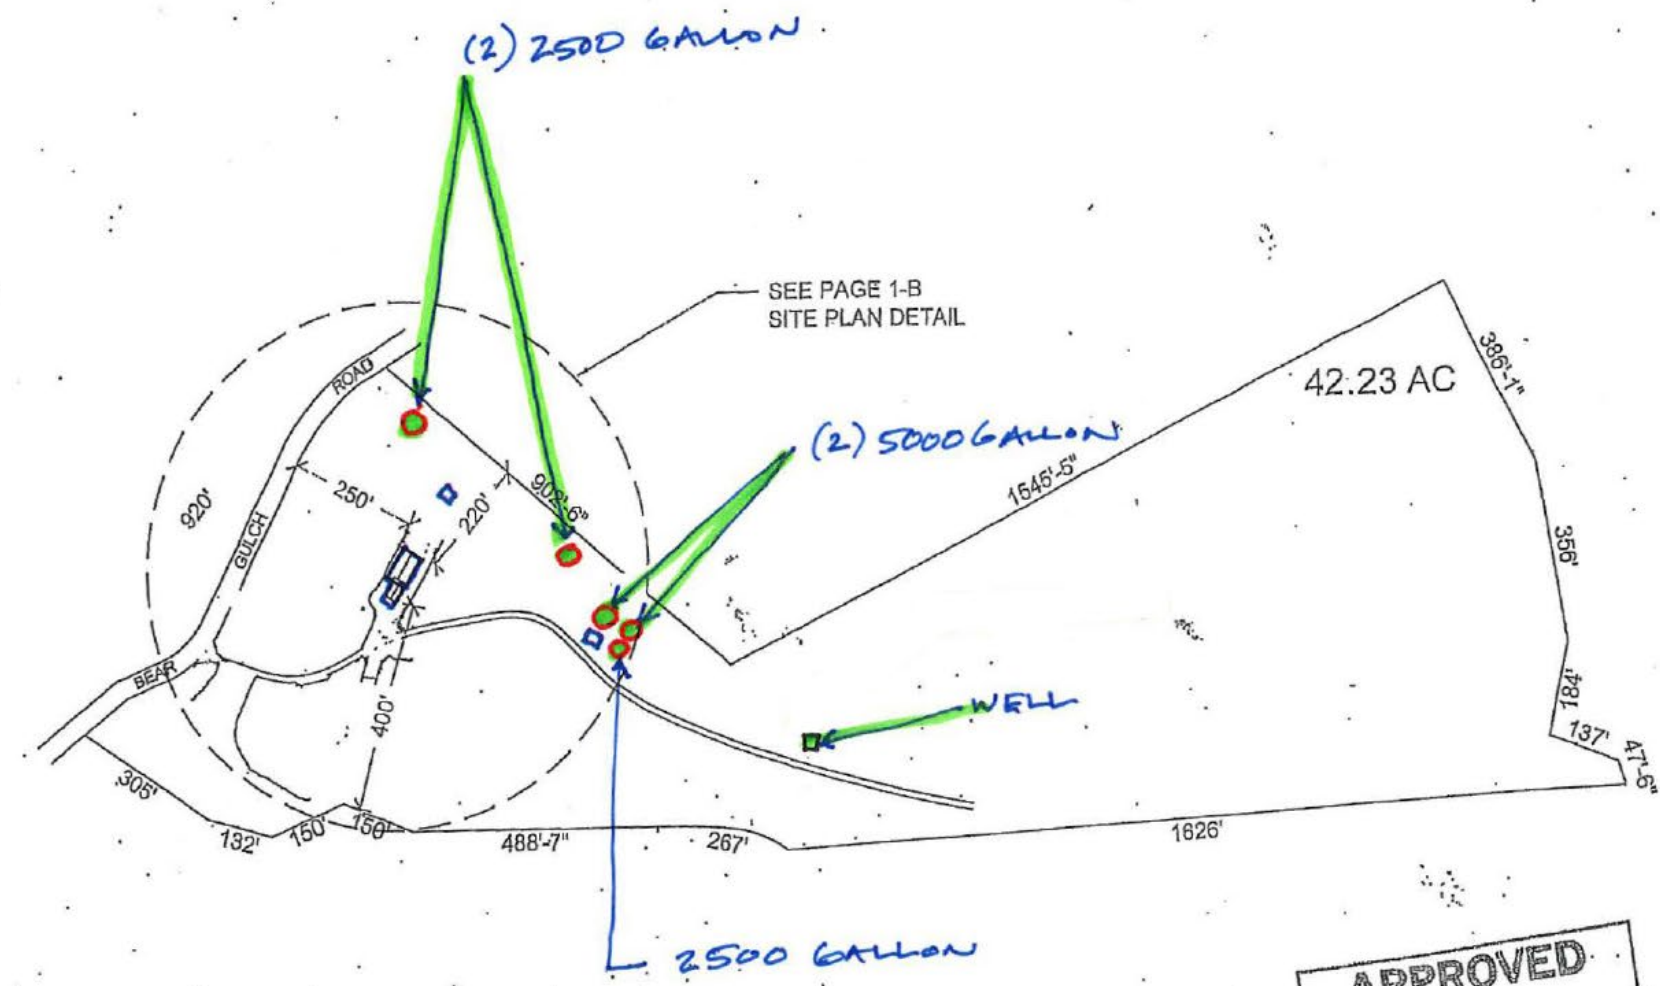 (2) 2500 GALLON
SEE PAGE 1-B
SITE PLAN DETAIL
42.23 AC
386'-1"
ROAD
(2) 5000 GALLON
1545'-5"
902'-6"
250'
220'
920'
GULCH
356'
BEAR
184'
WELL
400'
137'
47'-6"
305'
132'
150'
150'
488'-7"
267'
1626'
2500 GALLON
APPROVED